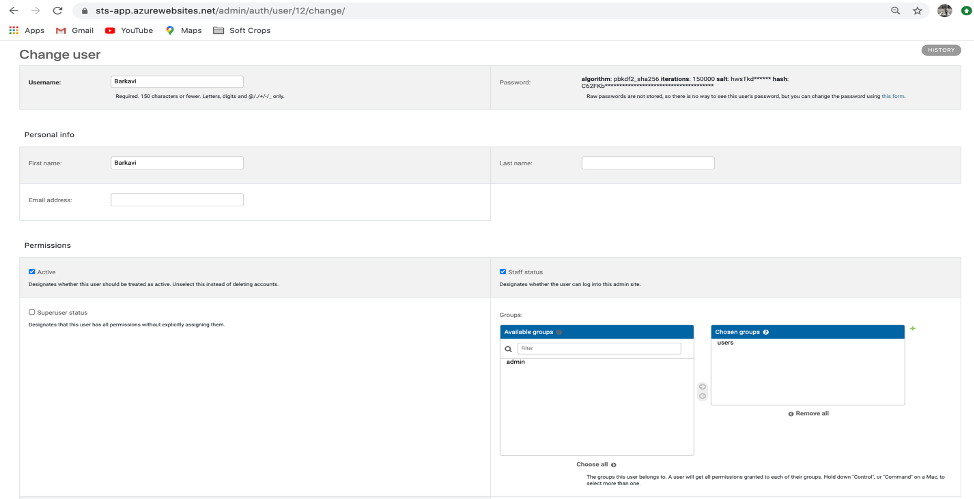 sts-app.azurewebsites.net/admin/auth/user/12/change/
Apps Gmail YouTube Maps Soft Crops
Change user
HISTORY
Username:
Barkavi
Required. 150 characters or fewer. Letters, digits and @/./+/-/_ only.
Password:
algorithm: pbkdf2_sha256 iterations: 150000 salt: hwsTkd****** hash:
C62FKb**************************************
Raw passwords are not stored, so there is no way to see this user's password, but you can change the password using this form.
Personal info
First name:
Barkavi
Last name:
Email address:
Permissions
Active
Designates whether this user should be treated as active. Unselect this instead of deleting accounts.
Staff status
Designates whether the user can log into this admin site.
Superuser status
Designates that this user has all permissions without explicitly assigning them.
Groups:
Available groups
Filter
admin
Choose all
Chosen groups
users
Remove all
The groups this user belongs to. A user will get all permissions granted to each of their groups. Hold down "Control", or "Command" on a Mac, to
select more than one.